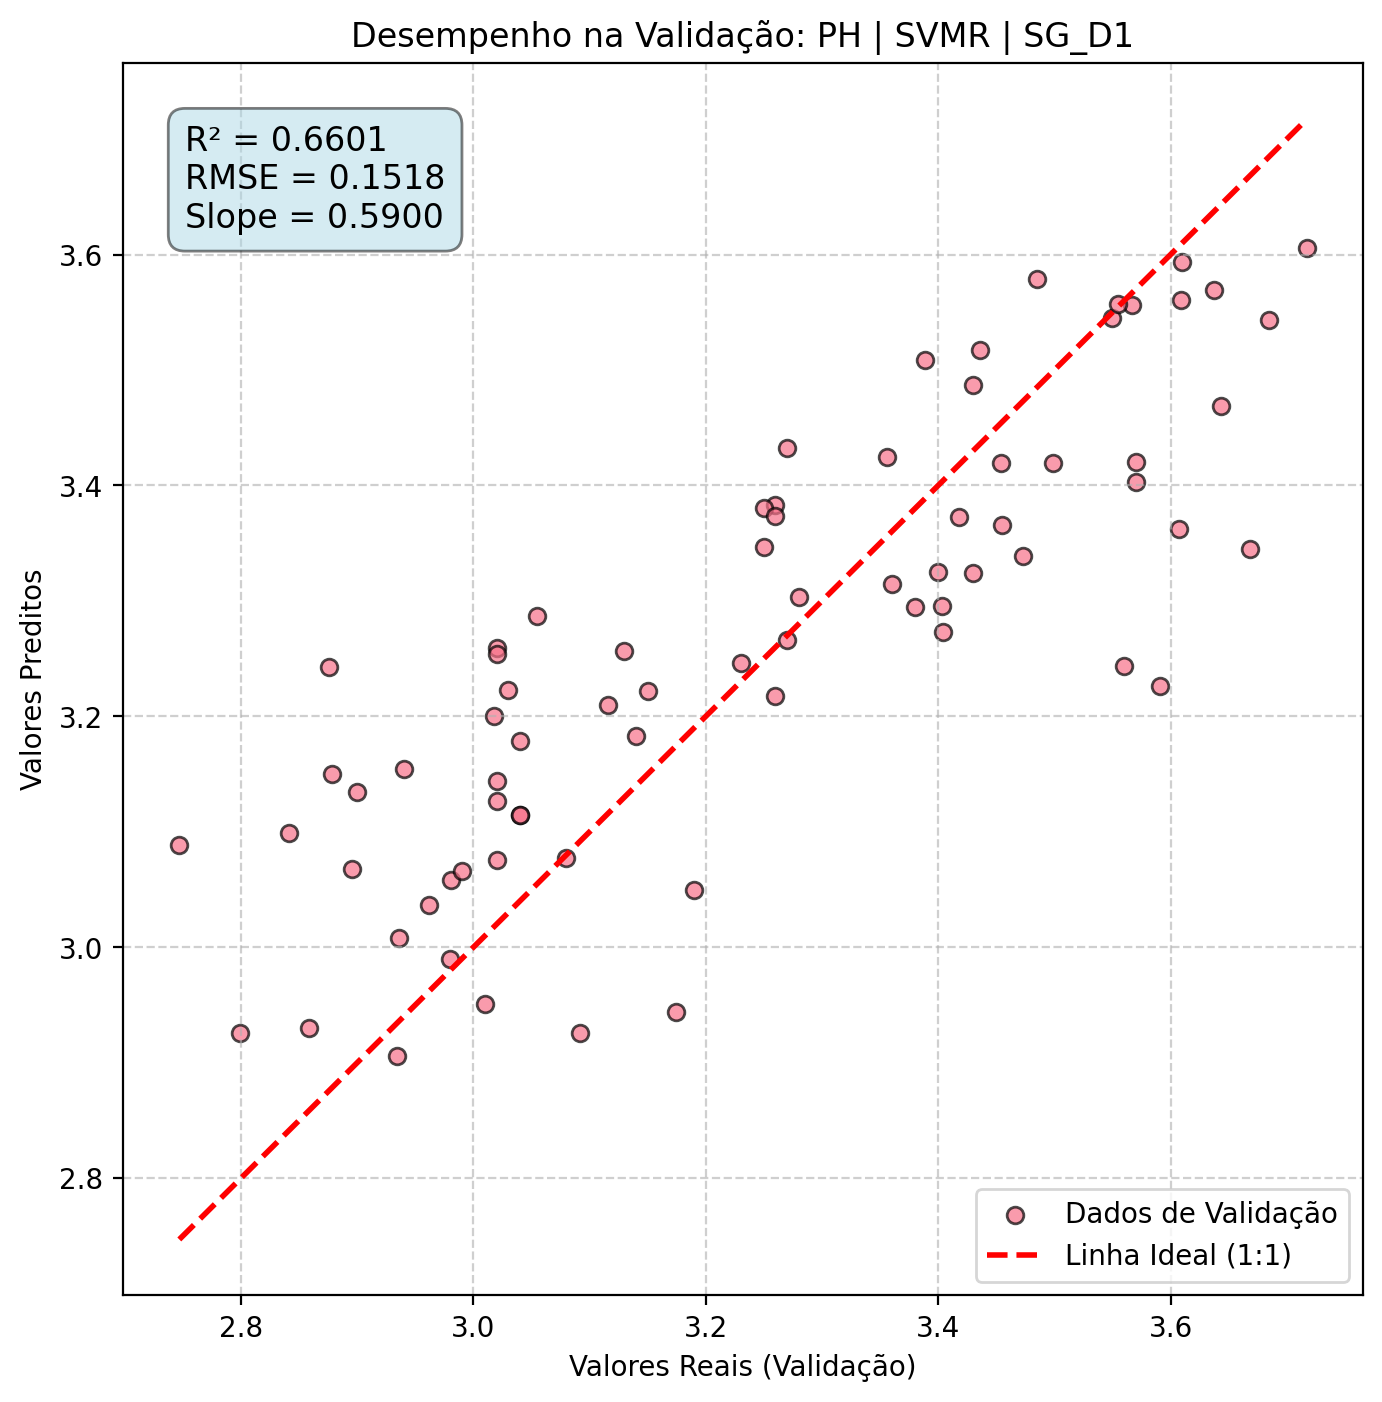 Desempenho na Validação: PH | SVMR | SG_D1
R² = 0.6601
RMSE = 0.1518
Slope = 0.5900
3.6
3.4
3.2
3.0
2.8
Valores Preditos
Dados de Validação
Linha Ideal (1:1)
2.8 3.0 3.2 3.4 3.6
Valores Reais (Validação)